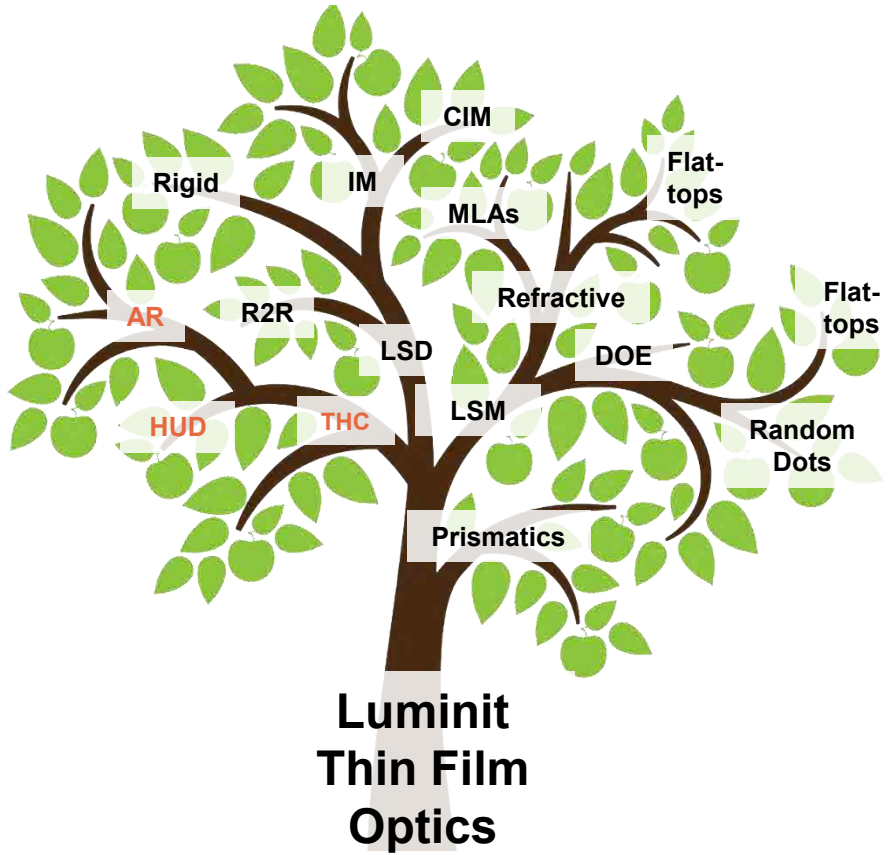 CIM
Rigid
IM
Flat-
tops
MLAs
AR
R2R
Refractive
Flat-
tops
LSD
DOE
HUD
THC
LSM
Random
Dots
Prismatics
Luminit
Thin Film
Optics